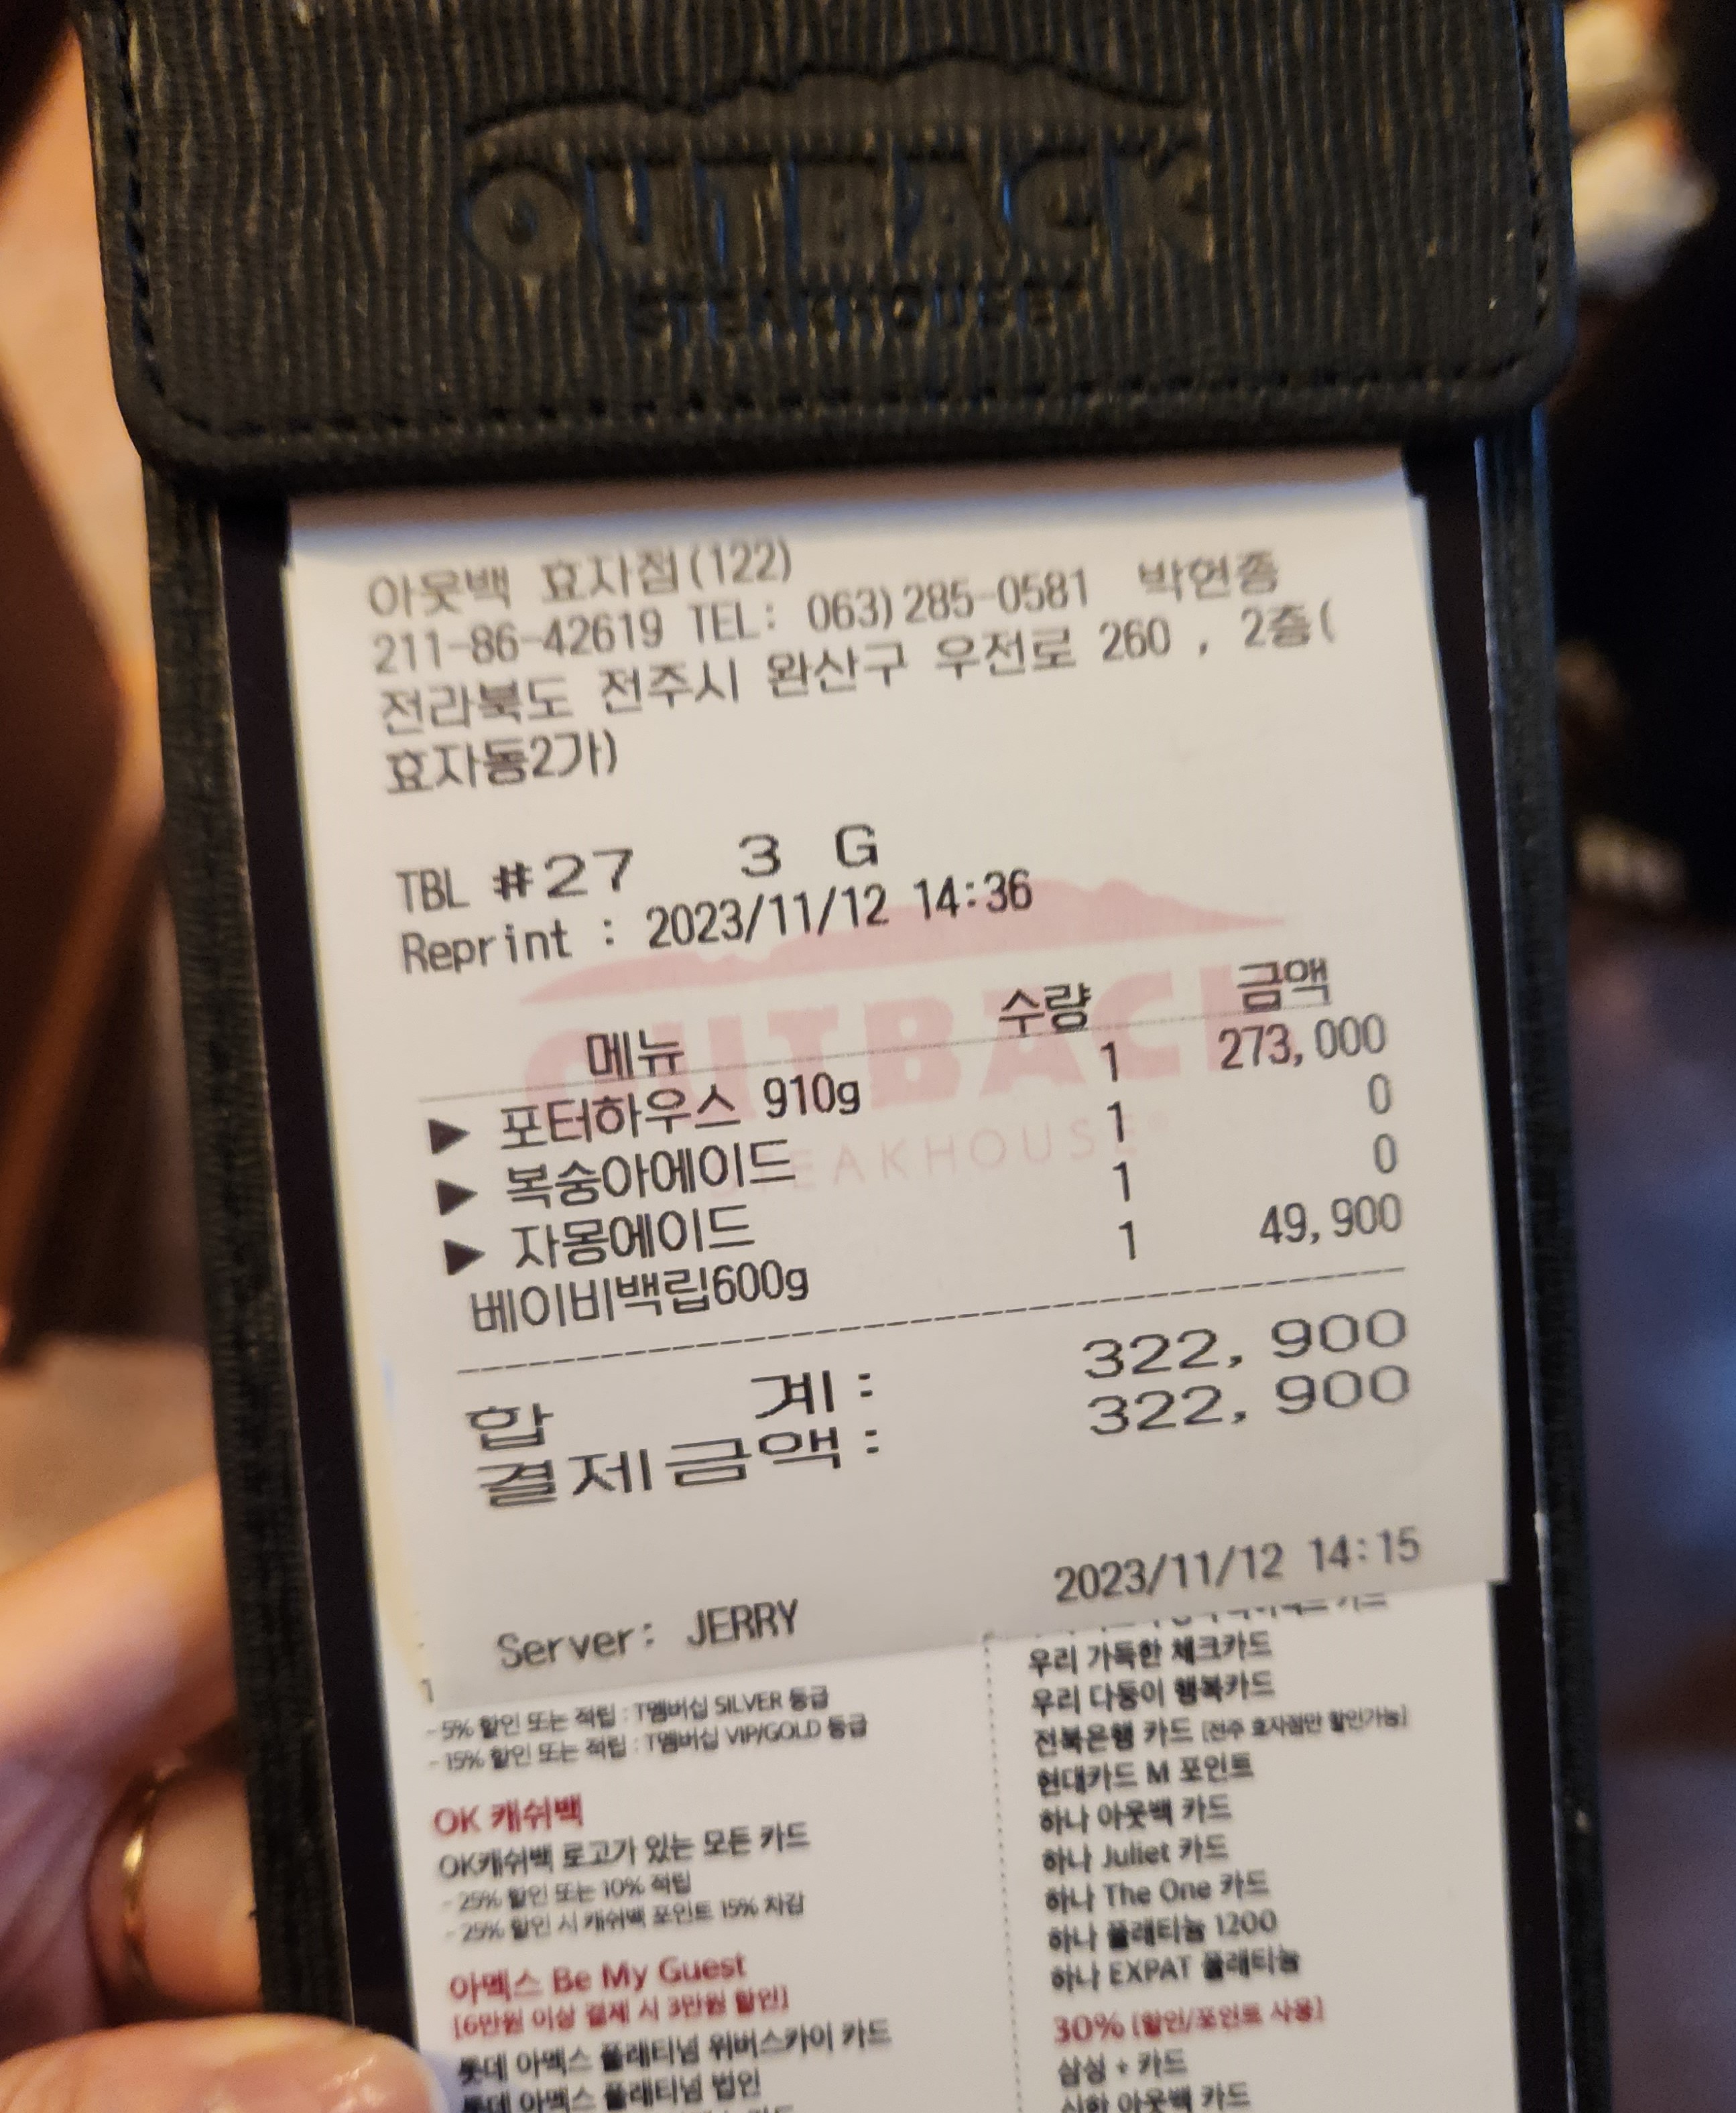 OUTBACK
STEAKHOUSE
아웃백 효자점(122)
211-86-42619 TEL: 063)285-0581 박현종
전라북도 전주시 완산구 우전로 260 , 2층(
효자동2가)
TBL #27 3 G
Reprint : 2023/11/12 14:36
메뉴 수량 금액
▶ 포터하우스 910g 1 273,000
▶ 복숭아에이드 1 0
▶ 자몽에이드 1 0
베이비백립600g 1 49,900
합 계: 322,900
결제금액: 322,900
2023/11/12 14:15
Server: JERRY
OUTBACK
STEAKHOUSE
1
- 5% 할인 또는 적립 : T멤버십 SILVER 등급
- 15% 할인 또는 적립 : T멤버십 VIP/GOLD 등급
OK 캐쉬백
OK캐쉬백 로고가 있는 모든 카드
- 25% 할인 또는 10% 적립
- 25% 할인 시 캐쉬백 포인트 15% 차감
아멕스 Be My Guest
[6만원 이상 결제 시 3만원 할인]
롯데 아멕스 플래티넘 위버스카이 카드
롯데 아멕스 플래티넘 법인
카드
우리 가득한 체크카드
우리 다둥이 행복카드
전북은행 카드 [전주 효자점만 할인가능]
현대카드 M 포인트
하나 아웃백 카드
하나 Juliet 카드
하나 The One 카드
하나 플래티늄 1200
하나 EXPAT 플래티늄
30% [할인/포인트 사용]
삼성 + 카드
신한 아웃백 카드